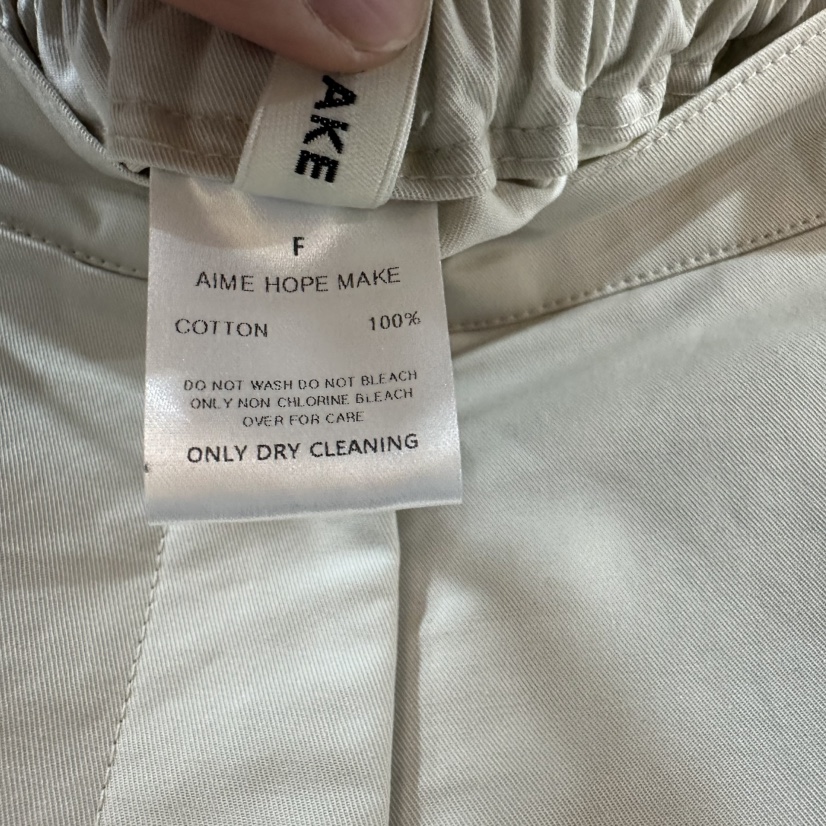 AKE
F
AIME HOPE MAKE
COTTON 100%
DO NOT WASH DO NOT BLEACH
ONLY NON CHLORINE BLEACH
OVER FOR CARE
ONLY DRY CLEANING